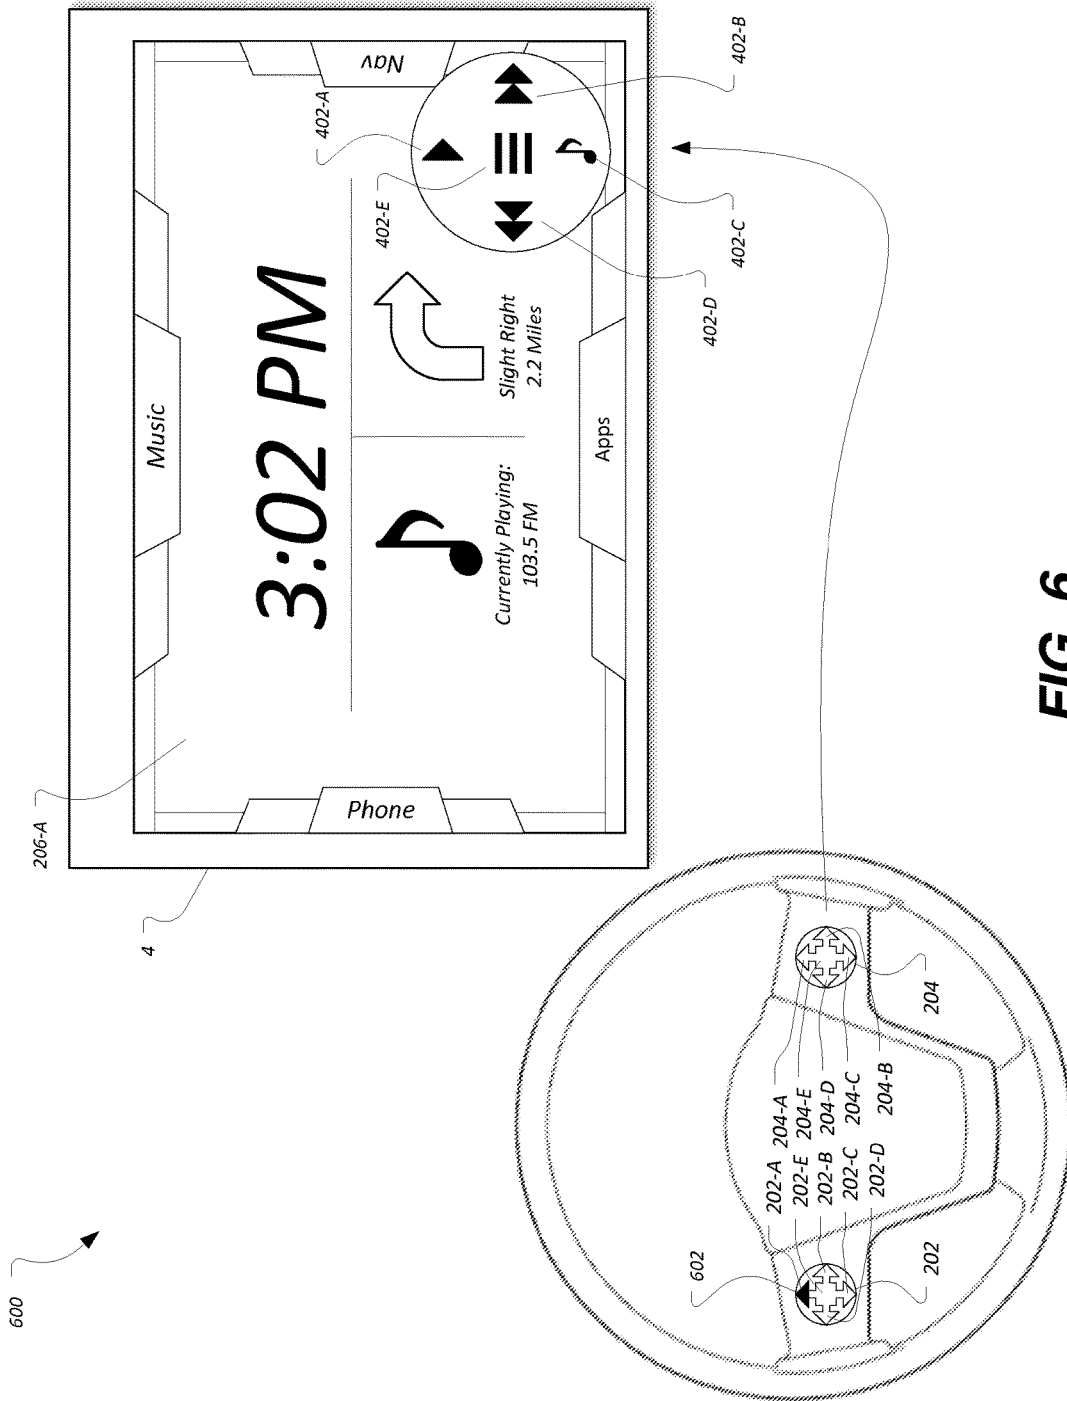 600
4
206-A
Music
Phone
Nav
3:02 PM
Currently Playing:
103.5 FM
Slight Right
2.2 Miles
Apps
402-A
402-E
402-B
402-C
402-D
602
202
202-A
202-E
202-B
202-C
202-D
204-A
204-E
204-D
204-C
204-B
204
FIG. 6